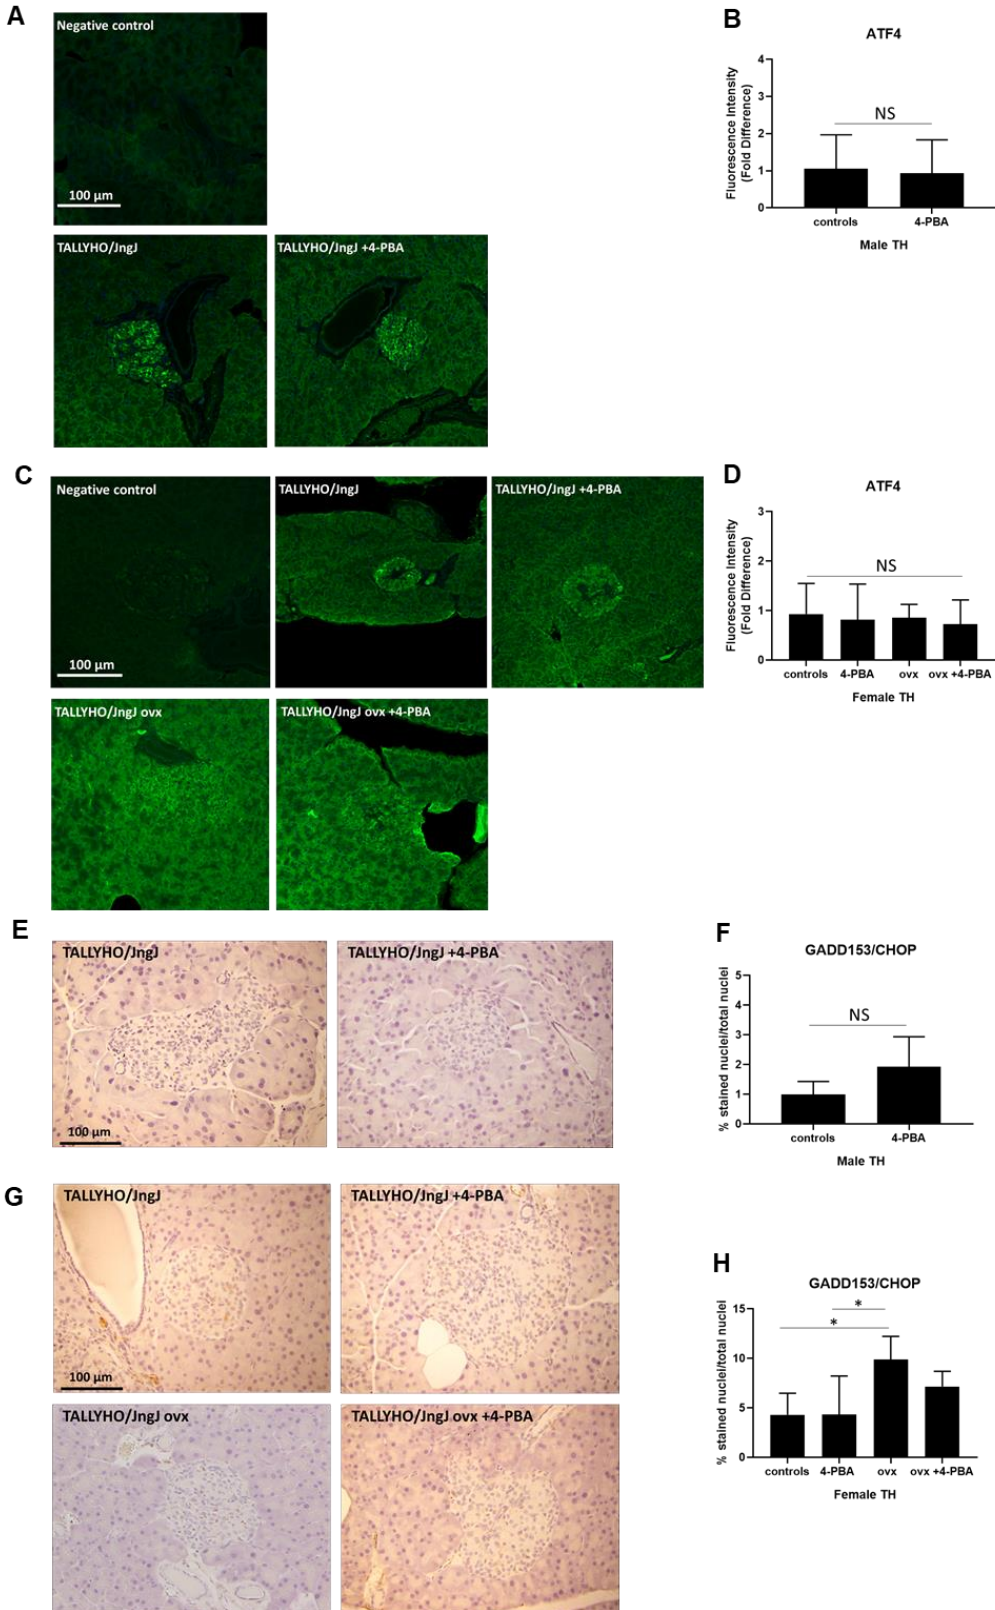 A
Negative control
100 µm
TALLYHO/JngJ
TALLYHO/JngJ +4-PBA
B
ATF4
Fluorescence Intensity
(Fold Difference)
4
3
2
1
0
NS
controls
4-PBA
Male TH
C
Negative control
100 µm
TALLYHO/JngJ
TALLYHO/JngJ +4-PBA
TALLYHO/JngJ ovx
TALLYHO/JngJ ovx +4-PBA
D
ATF4
Fluorescence Intensity
(Fold Difference)
3
2
1
0
NS
controls
4-PBA
ovx
ovx +4-PBA
Female TH
E
TALLYHO/JngJ
100 µm
TALLYHO/JngJ +4-PBA
F
GADD153/CHOP
% stained nuclei/total nuclei
5
4
3
2
1
0
NS
controls
4-PBA
Male TH
G
TALLYHO/JngJ
100 µm
TALLYHO/JngJ +4-PBA
TALLYHO/JngJ ovx
TALLYHO/JngJ ovx +4-PBA
H
GADD153/CHOP
% stained nuclei/total nuclei
15
10
5
0
*
*
controls
4-PBA
ovx
ovx +4-PBA
Female TH